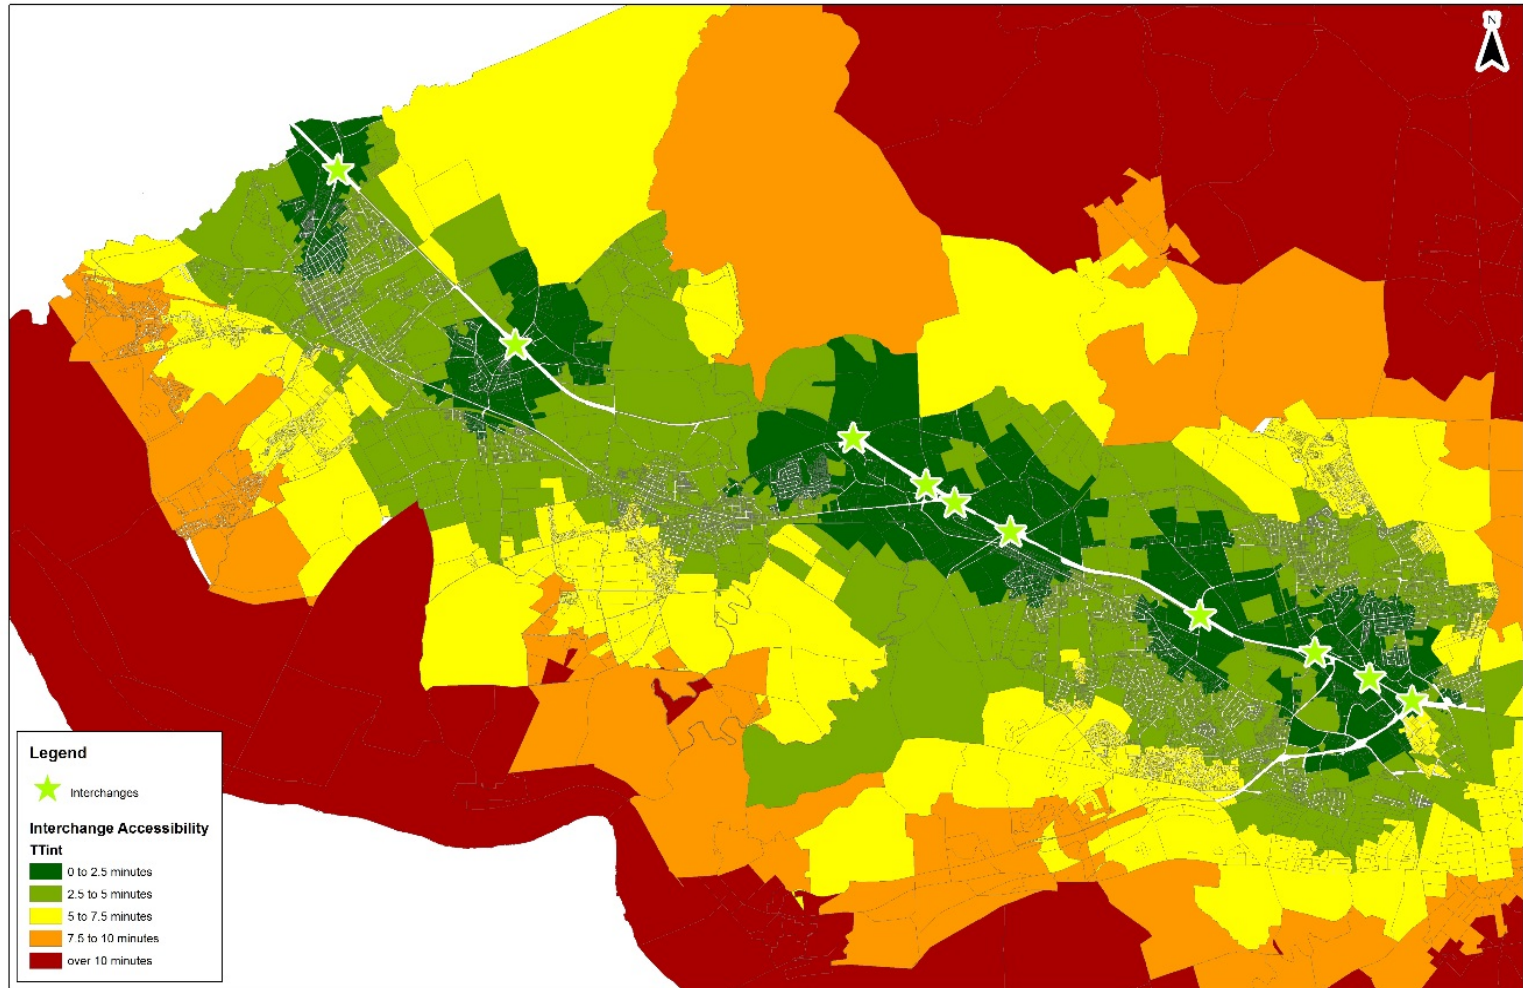 N
Legend
Interchanges
Interchange Accessibility
TTint
0 to 2.5 minutes
2.5 to 5 minutes
5 to 7.5 minutes
7.5 to 10 minutes
over 10 minutes